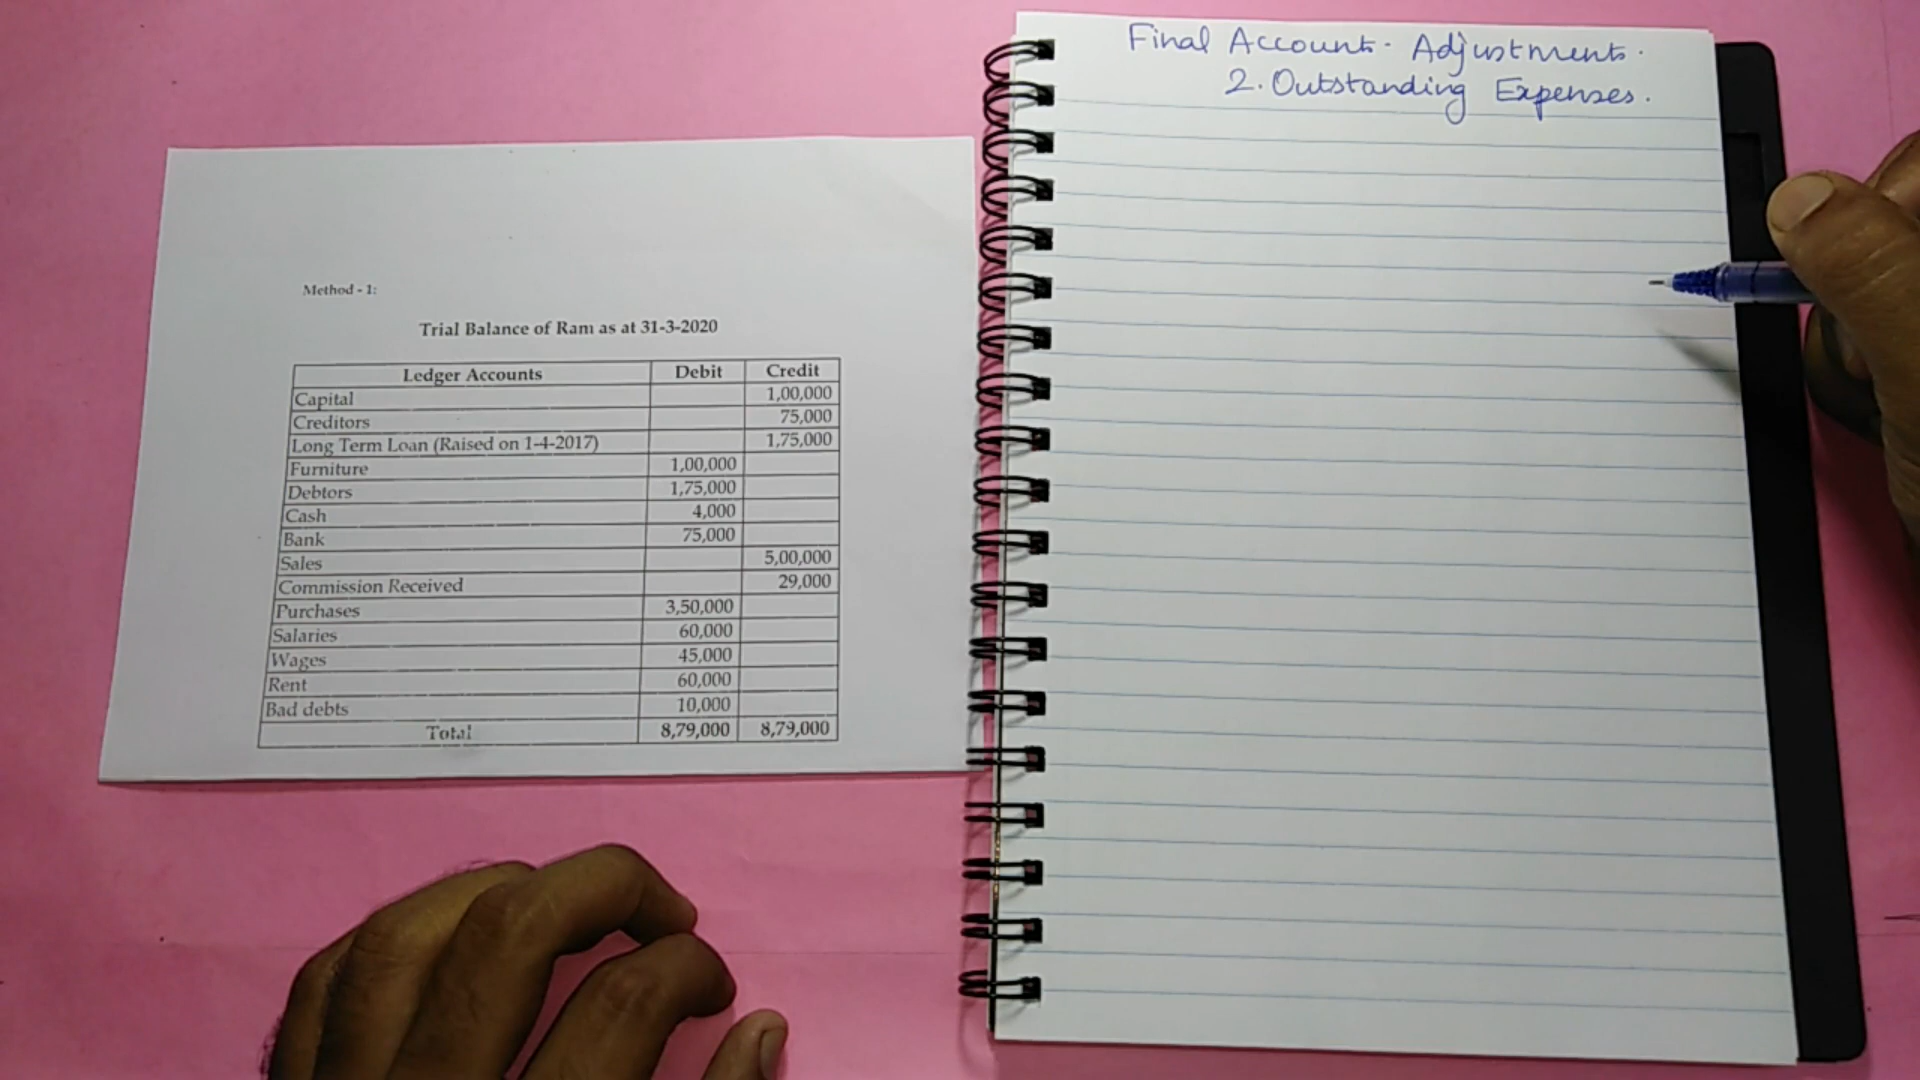 Final Account. Adjustments.
2. Outstanding Expenses.
Method - 1:
Trial Balance of Ram as at 31-3-2020
Ledger Accounts Debit Credit
Capital 1,00,000
Creditors 75,000
Long Term Loan (Raised on 1-4-2017) 1,75,000
Furniture 1,00,000
Debtors 1,75,000
Cash 4,000
Bank 75,000
Sales 5,00,000
Commission Received 29,000
Purchases 3,50,000
Salaries 60,000
Wages 45,000
Rent 60,000
Bad debts 10,000
Total 8,79,000 8,79,000